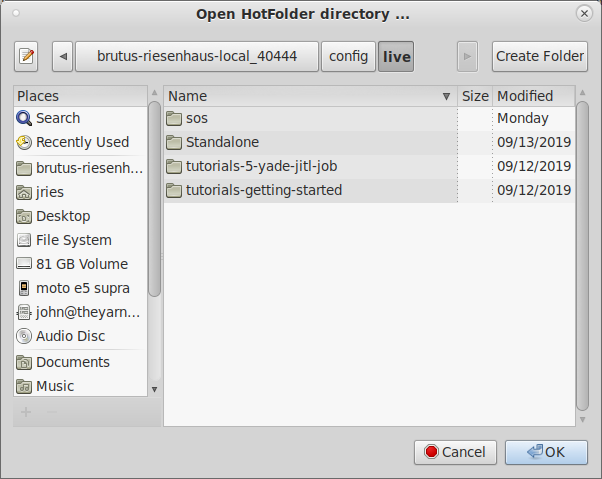 Open HotFolder directory ...
brutus-riesenhaus-local_40444 config live Create Folder
Places
Search
Recently Used
brutus-riesenh...
jries
Desktop
File System
81 GB Volume
moto e5 supra
john@theyarn...
Audio Disc
Documents
Music
Name Size Modified
sos Monday
Standalone 09/13/2019
tutorials-5-yade-jitl-job 09/12/2019
tutorials-getting-started 09/12/2019
Cancel OK